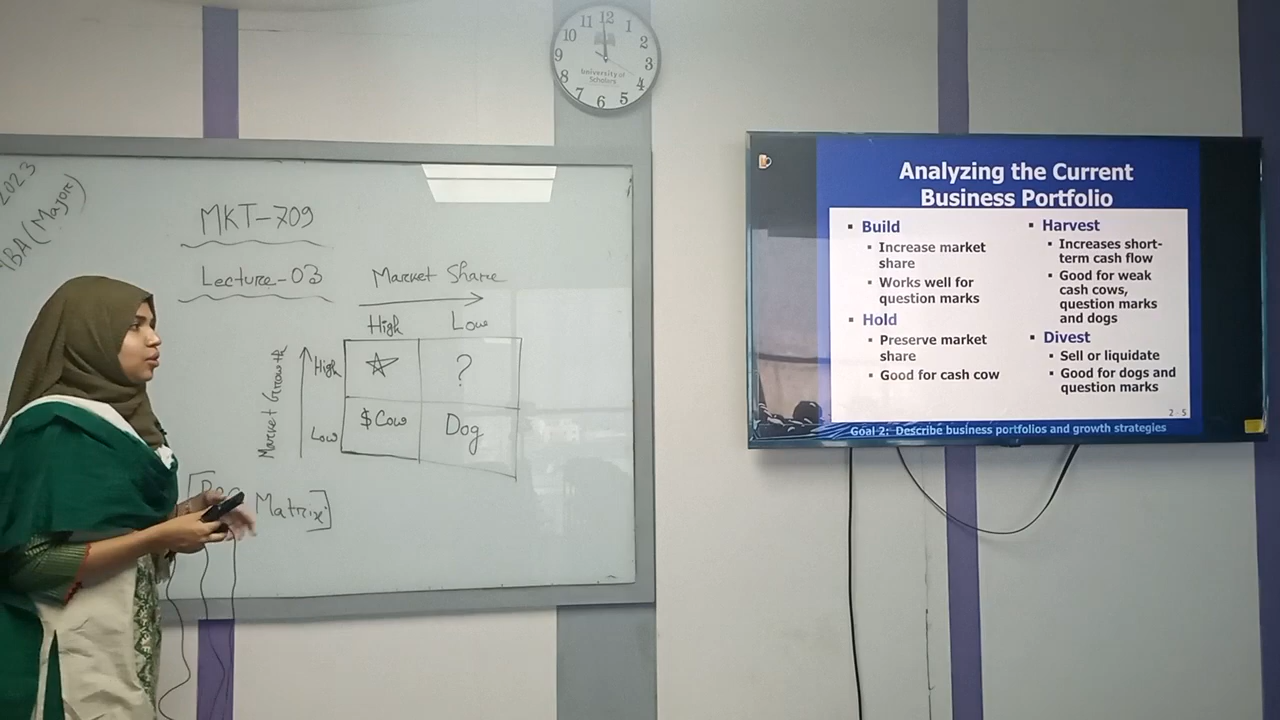 2023
BA (Major)
MKT-709
Lecture-03
Market Share
High Low
Market Growth
High
?
Low
$ Cow
Dog
Matrix]
12
1
2
3
4
5
6
7
8
9
10
11
University of
Scholars
Analyzing the Current
Business Portfolio
▪ Build
▪ Increase market
share
▪ Works well for
question marks
▪ Hold
▪ Preserve market
share
▪ Good for cash cow
▪ Harvest
▪ Increases short-
term cash flow
▪ Good for weak
cash cows,
question marks
and dogs
▪ Divest
▪ Sell or liquidate
▪ Good for dogs and
question marks
2 - 5
Goal 2: Describe business portfolios and growth strategies